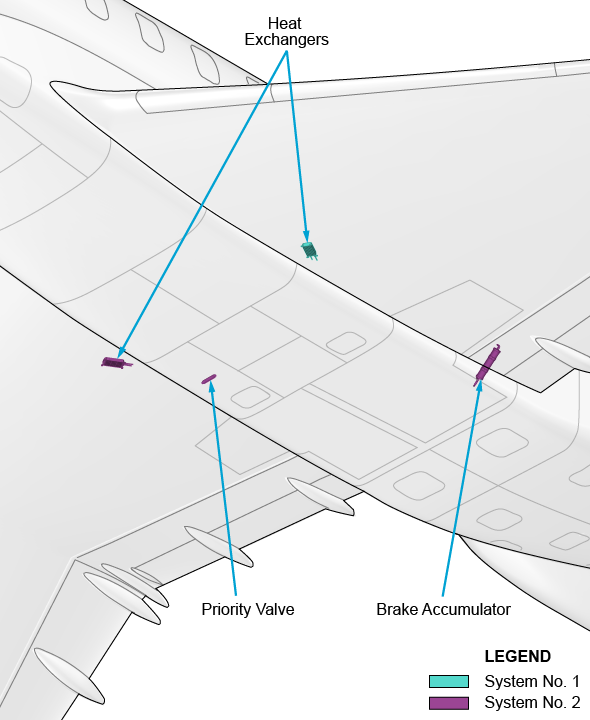 Heat
Exchangers
Priority Valve
Brake Accumulator
LEGEND
System No. 1
System No. 2